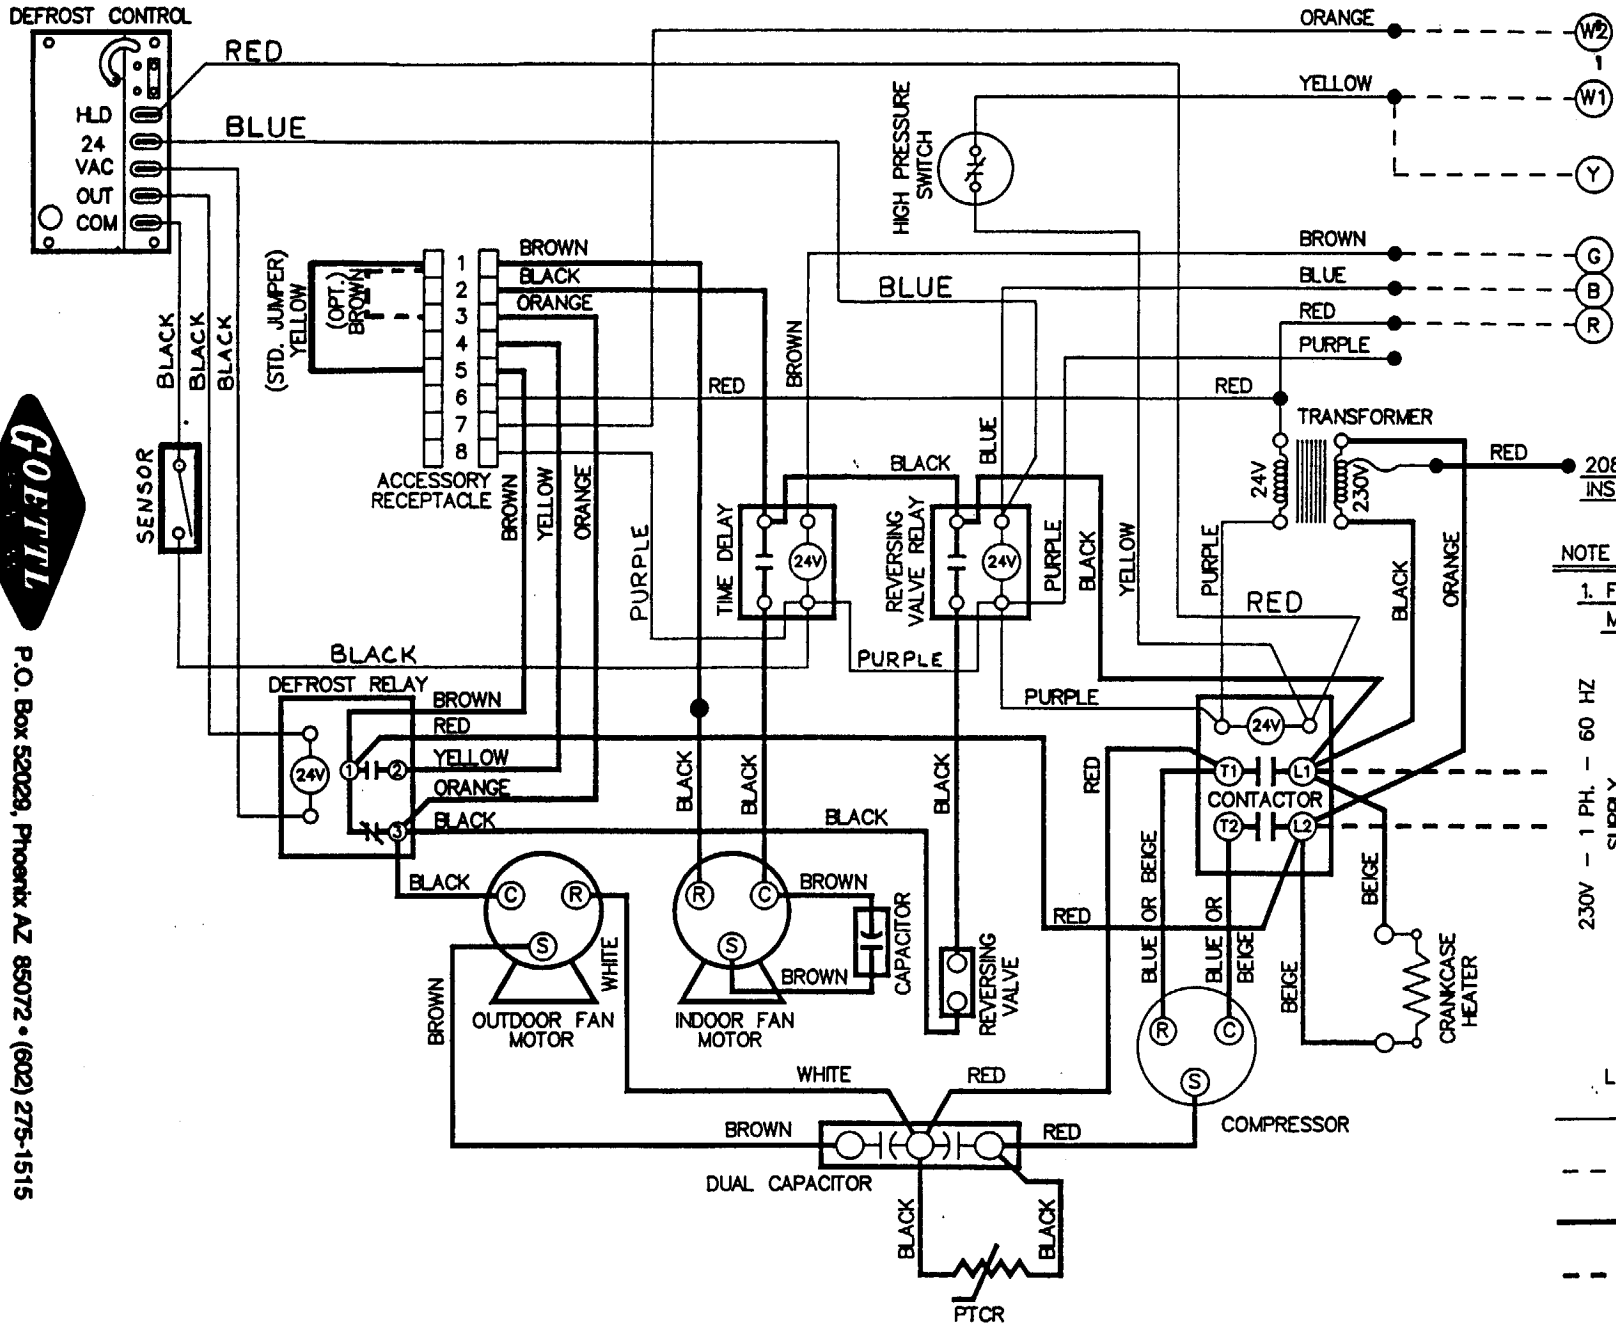 DEFROST CONTROL
HLD
24
VAC
OUT
COM
RED
BLUE
ORANGE
W2
1
YELLOW
W1
Y
HIGH PRESSURE
SWITCH
BROWN
G
BLUE
B
RED
R
PURPLE
BLUE
BROWN
BLACK
ORANGE
1
2
3
4
5
6
7
8
ACCESSORY
RECEPTACLE
(STD. JUMPER)
YELLOW
(OPT.)
BROWN
BLACK
BLACK
BLACK
SENSOR
RED
BROWN
RED
TRANSFORMER
24V
230V
RED
208
INS
NOTE
1. F
M
BROWN
YELLOW
ORANGE
PURPLE
BLACK
BLUE
TIME DELAY
24V
REVERSING
VALVE RELAY
24V
PURPLE
BLACK
YELLOW
PURPLE
RED
BLACK
ORANGE
BLACK
PURPLE
PURPLE
DEFROST RELAY
24V
1
2
3
BROWN
RED
YELLOW
ORANGE
BLACK
BLACK
BLACK
BLACK
BLACK
RED
24V
T1
L1
CONTACTOR
T2
L2
230V - 1 PH. - 60 HZ
SUPPLY
BLACK
C
R
S
OUTDOOR FAN
MOTOR
WHITE
BROWN
R
C
S
INDOOR FAN
MOTOR
BROWN
BROWN
CAPACITOR
REVERSING
VALVE
RED
BLUE OR BEIGE
BLUE OR
BEIGE
BEIGE
BEIGE
CRANKCASE
HEATER
R
C
S
COMPRESSOR
WHITE
RED
BROWN
RED
DUAL CAPACITOR
BLACK
BLACK
PTCR
L
GOETTL
P.O. Box 52029, Phoenix AZ 85072 • (602) 275-1515